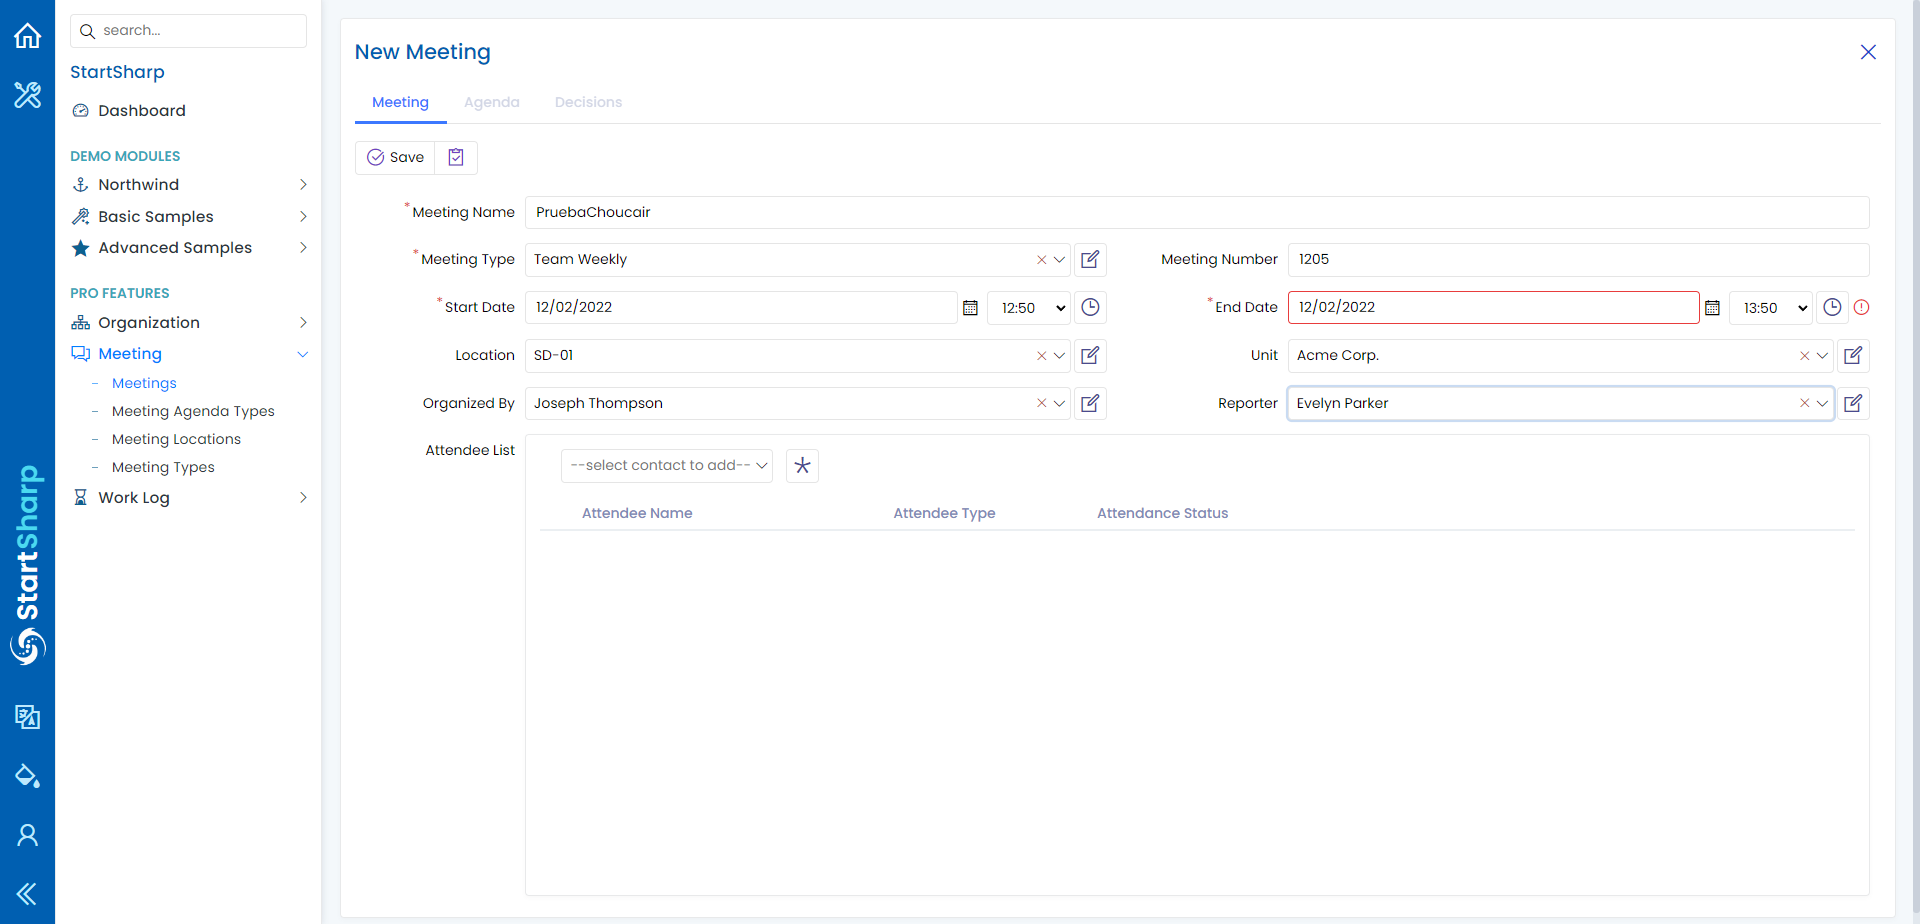 search...
StartSharp
Dashboard
DEMO MODULES
Northwind
Basic Samples
Advanced Samples
PRO FEATURES
Organization
Meeting
- Meetings
- Meeting Agenda Types
- Meeting Locations
- Meeting Types
Work Log
StartSharp
New Meeting
Meeting Agenda Decisions
Save
*Meeting Name PruebaChoucair
*Meeting Type Team Weekly Meeting Number 1205
*Start Date 12/02/2022 12:50 *End Date 12/02/2022 13:50
Location SD-01 Unit Acme Corp.
Organized By Joseph Thompson Reporter Evelyn Parker
Attendee List
--select contact to add--
Attendee Name Attendee Type Attendance Status